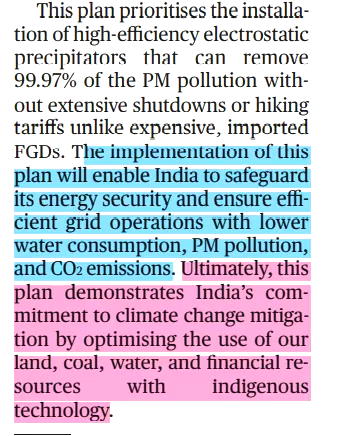 This plan prioritises the installa-
tion of high-efficiency electrostatic
precipitators that can remove
99.97% of the PM pollution with-
out extensive shutdowns or hiking
tariffs unlike expensive, imported
FGDs. The implementation of this
plan will enable India to safeguard
its energy security and ensure effi-
cient grid operations with lower
water consumption, PM pollution,
and CO₂ emissions. Ultimately, this
plan demonstrates India’s com-
mitment to climate change mitiga-
tion by optimising the use of our
land, coal, water, and financial re-
sources with indigenous
technology.